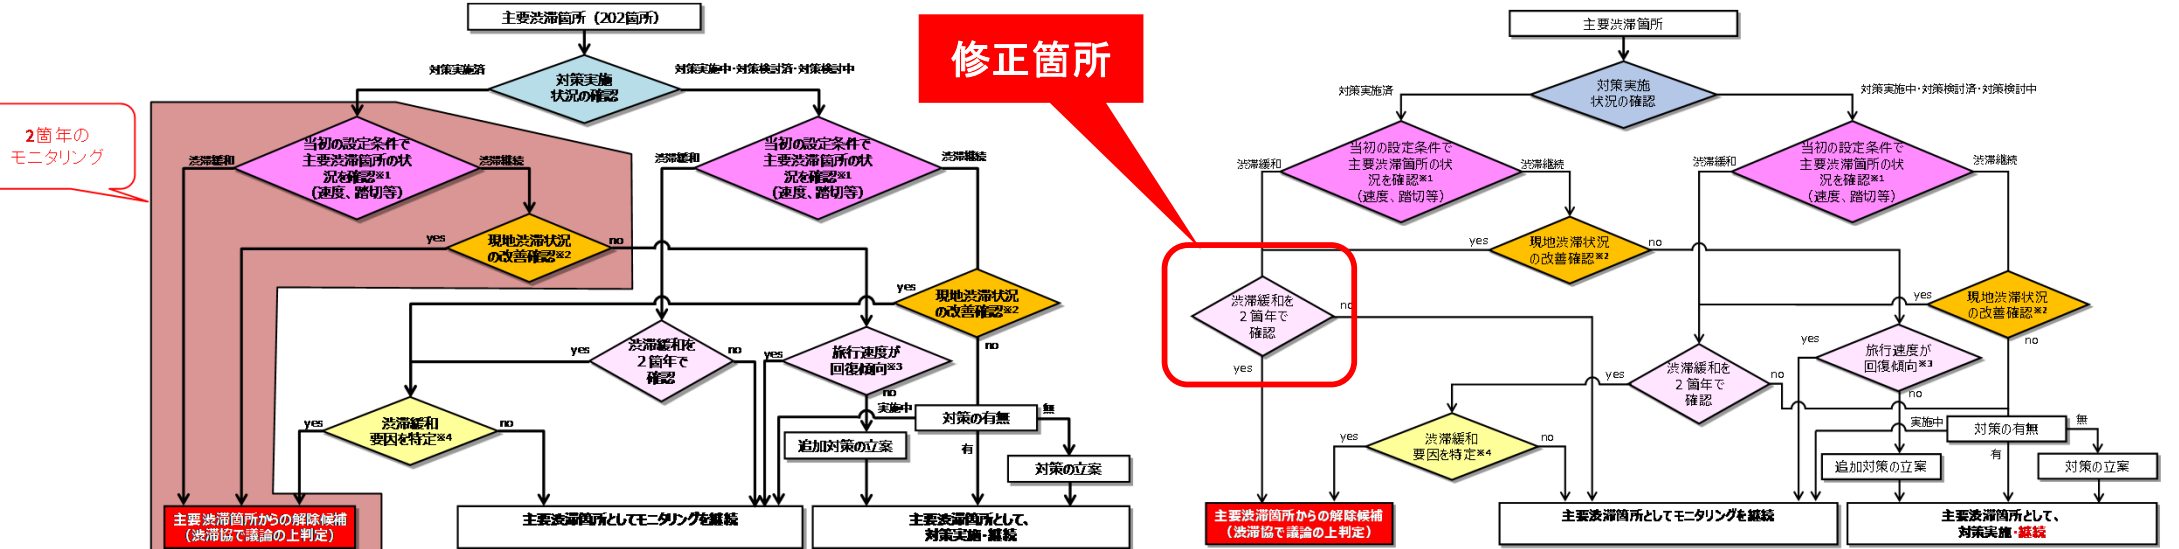 主要渋滞箇所（202箇所）
対策実施
状況の確認
対策実施済
対策実施中･対策検討済･対策検討中
2箇年の
モニタリング
当初の設定条件で
主要渋滞箇所の状
況を確認※1
（速度、踏切等）
渋滞緩和
渋滞継続
当初の設定条件で
主要渋滞箇所の状
況を確認※1
（速度、踏切等）
渋滞緩和
渋滞継続
現地渋滞状況
の改善確認※2
yes
no
現地渋滞状況
の改善確認※2
yes
no
渋滞緩和を
２箇年で
確認
yes
no
旅行速度が
回復傾向※3
yes
no
渋滞緩和
要因を特定※4
yes
no
実施中
対策の有無
無
有
追加対策の立案
対策の立案
主要渋滞箇所からの解除候補
（渋滞協で議論の上判定）
主要渋滞箇所としてモニタリングを継続
主要渋滞箇所として、
対策実施･継続
修正箇所
主要渋滞箇所
対策実施
状況の確認
対策実施済
対策実施中･対策検討済･対策検討中
当初の設定条件で
主要渋滞箇所の状
況を確認※1
（速度、踏切等）
渋滞緩和
渋滞継続
当初の設定条件で
主要渋滞箇所の状
況を確認※1
（速度、踏切等）
渋滞緩和
渋滞継続
現地渋滞状況
の改善確認※2
yes
no
現地渋滞状況
の改善確認※2
yes
no
渋滞緩和を
２箇年で
確認
no
yes
旅行速度が
回復傾向※3
yes
no
渋滞緩和を
２箇年で
確認
yes
no
渋滞緩和
要因を特定※4
yes
no
実施中
対策の有無
無
有
追加対策の立案
対策の立案
主要渋滞箇所からの解除候補
（渋滞協で議論の上判定）
主要渋滞箇所としてモニタリングを継続
主要渋滞箇所として、
対策実施･継続